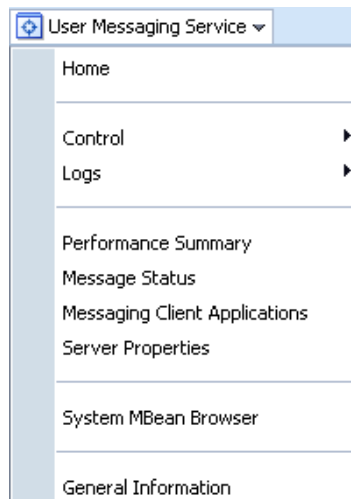 User Messaging Service
Home
Control
Logs
Performance Summary
Message Status
Messaging Client Applications
Server Properties
System MBean Browser
General Information